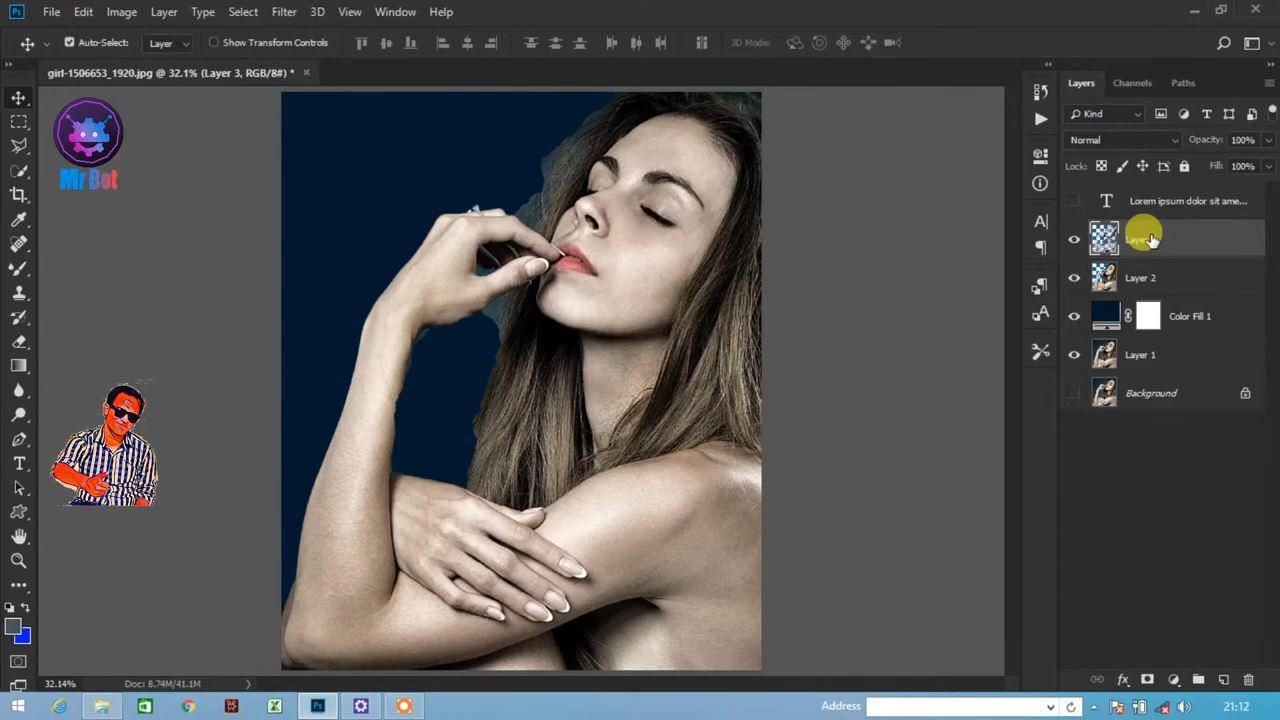 Ps File Edit Image Layer Type Select Filter 3D View Window Help
Auto-Select: Layer Show Transform Controls 3D Mode:
girl-1506653_1920.jpg @ 32.1% (Layer 3, RGB/8#) * ×
Layers Channels Paths
Kind
Normal Opacity: 100%
Lock: Fill: 100%
Mr Bot
Lorem ipsum dolor sit ame...
Layer 2
Color Fill 1
Layer 1
Background
32.14% Doc: 8.74M/41.1M
Address 21:12